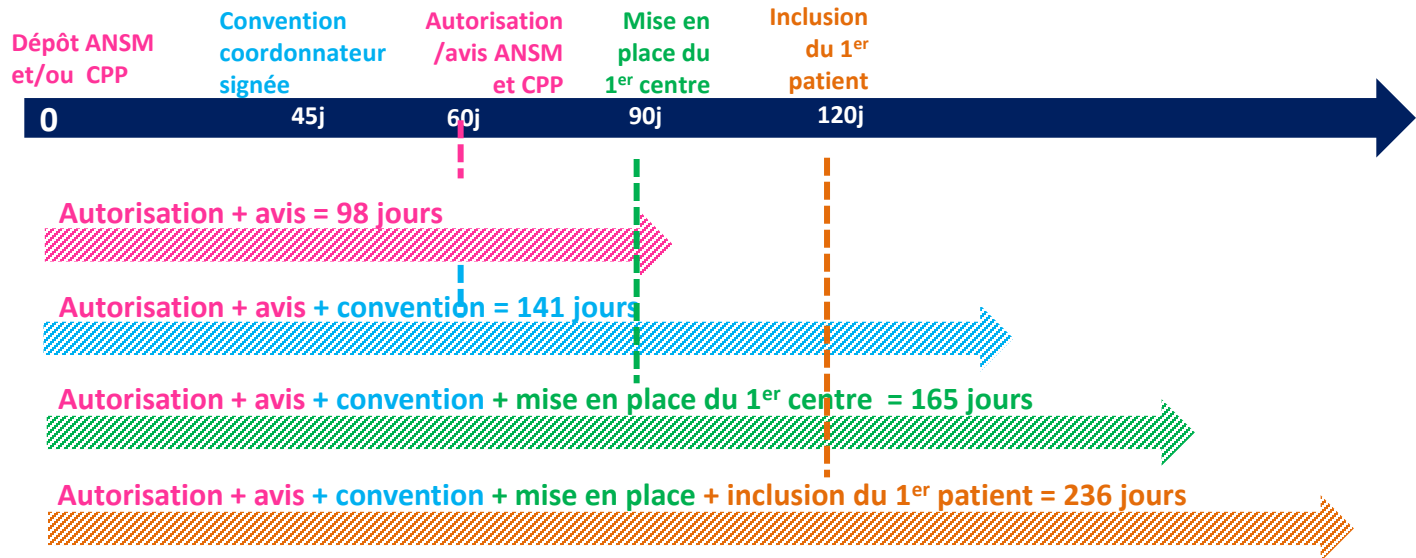 Dépôt ANSM
et/ou CPP
Convention
coordonnateur
signée
Autorisation
/avis ANSM
et CPP
Mise en
place du
1er centre
Inclusion
du 1er
patient
0
45j
60j
90j
120j
Autorisation + avis = 98 jours
Autorisation + avis + convention = 141 jours
Autorisation + avis + convention + mise en place du 1er centre = 165 jours
Autorisation + avis + convention + mise en place + inclusion du 1er patient = 236 jours